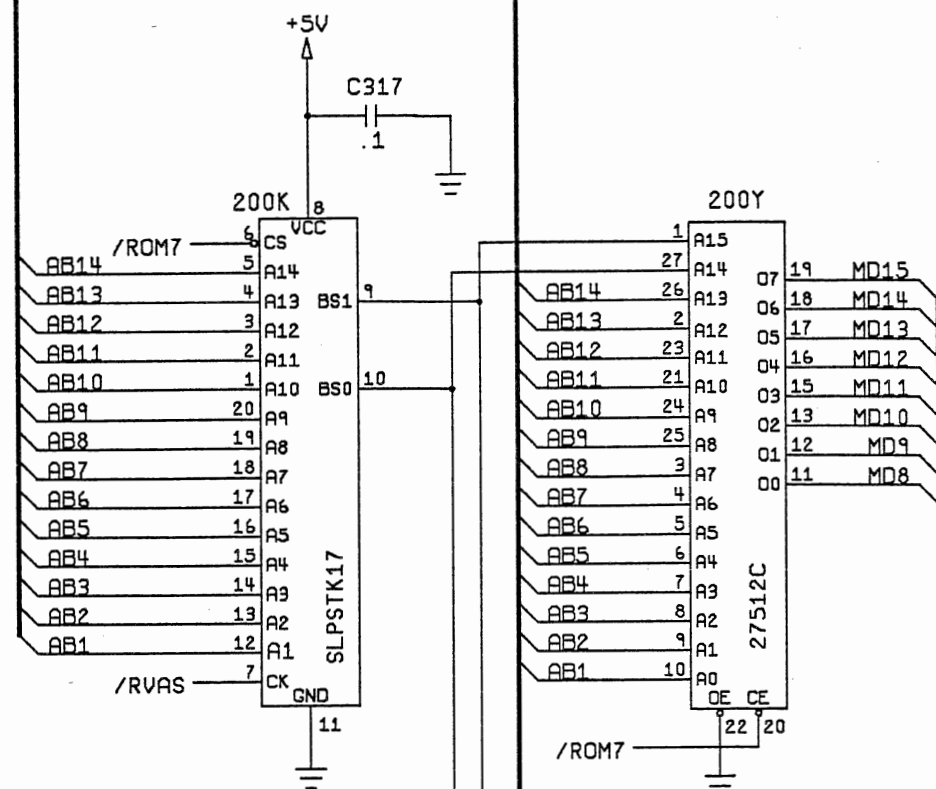 +5V
C317
.1
200K
8
VCC
/ROM7 6 CS
AB14 5 A14
AB13 4 A13 BS1 9
AB12 3 A12
AB11 2 A11
AB10 1 A10 BS0 10
AB9 20 A9
AB8 19 A8
AB7 18 A7
AB6 17 A6
AB5 16 A5
AB4 15 A4
AB3 14 A3
AB2 13 A2
AB1 12 A1
/RVAS 7 CK
SLPSTK17
GND
11
200Y
1 A15
27 A14
AB14 26 A13
AB13 2 A12
AB12 23 A11
AB11 21 A10
AB10 24 A9
AB9 25 A8
AB8 3 A7
AB7 4 A6
AB6 5 A5
AB5 6 A4
AB4 7 A3
AB3 8 A2
AB2 9 A1
AB1 10 A0
O7 19 MD15
O6 18 MD14
O5 17 MD13
O4 16 MD12
O3 15 MD11
O2 13 MD10
O1 12 MD9
O0 11 MD8
27512C
OE CE
22 20
/ROM7